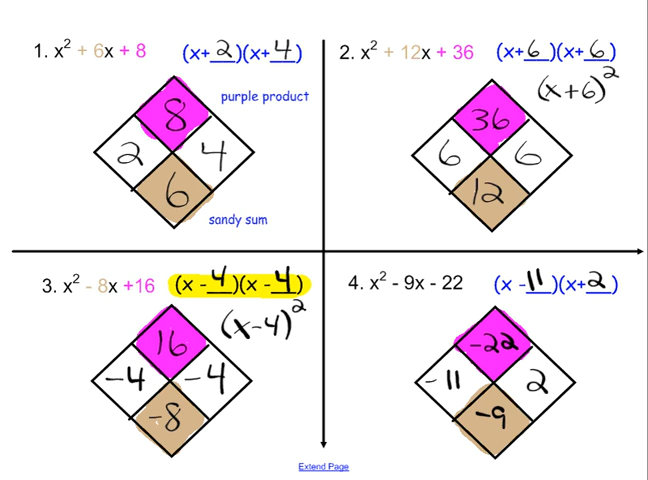 1. x² + 6x + 8 (x+2)(x+4)
8
purple product
2 4
6
sandy sum
2. x² + 12x + 36 (x+6)(x+6)
(x+6)²
36
6 6
12
3. x² - 8x +16 (x -4)(x -4)
(x-4)²
16
-4 -4
-8
4. x² - 9x - 22 (x -11)(x+2)
-22
-11 2
-9
Extend Page